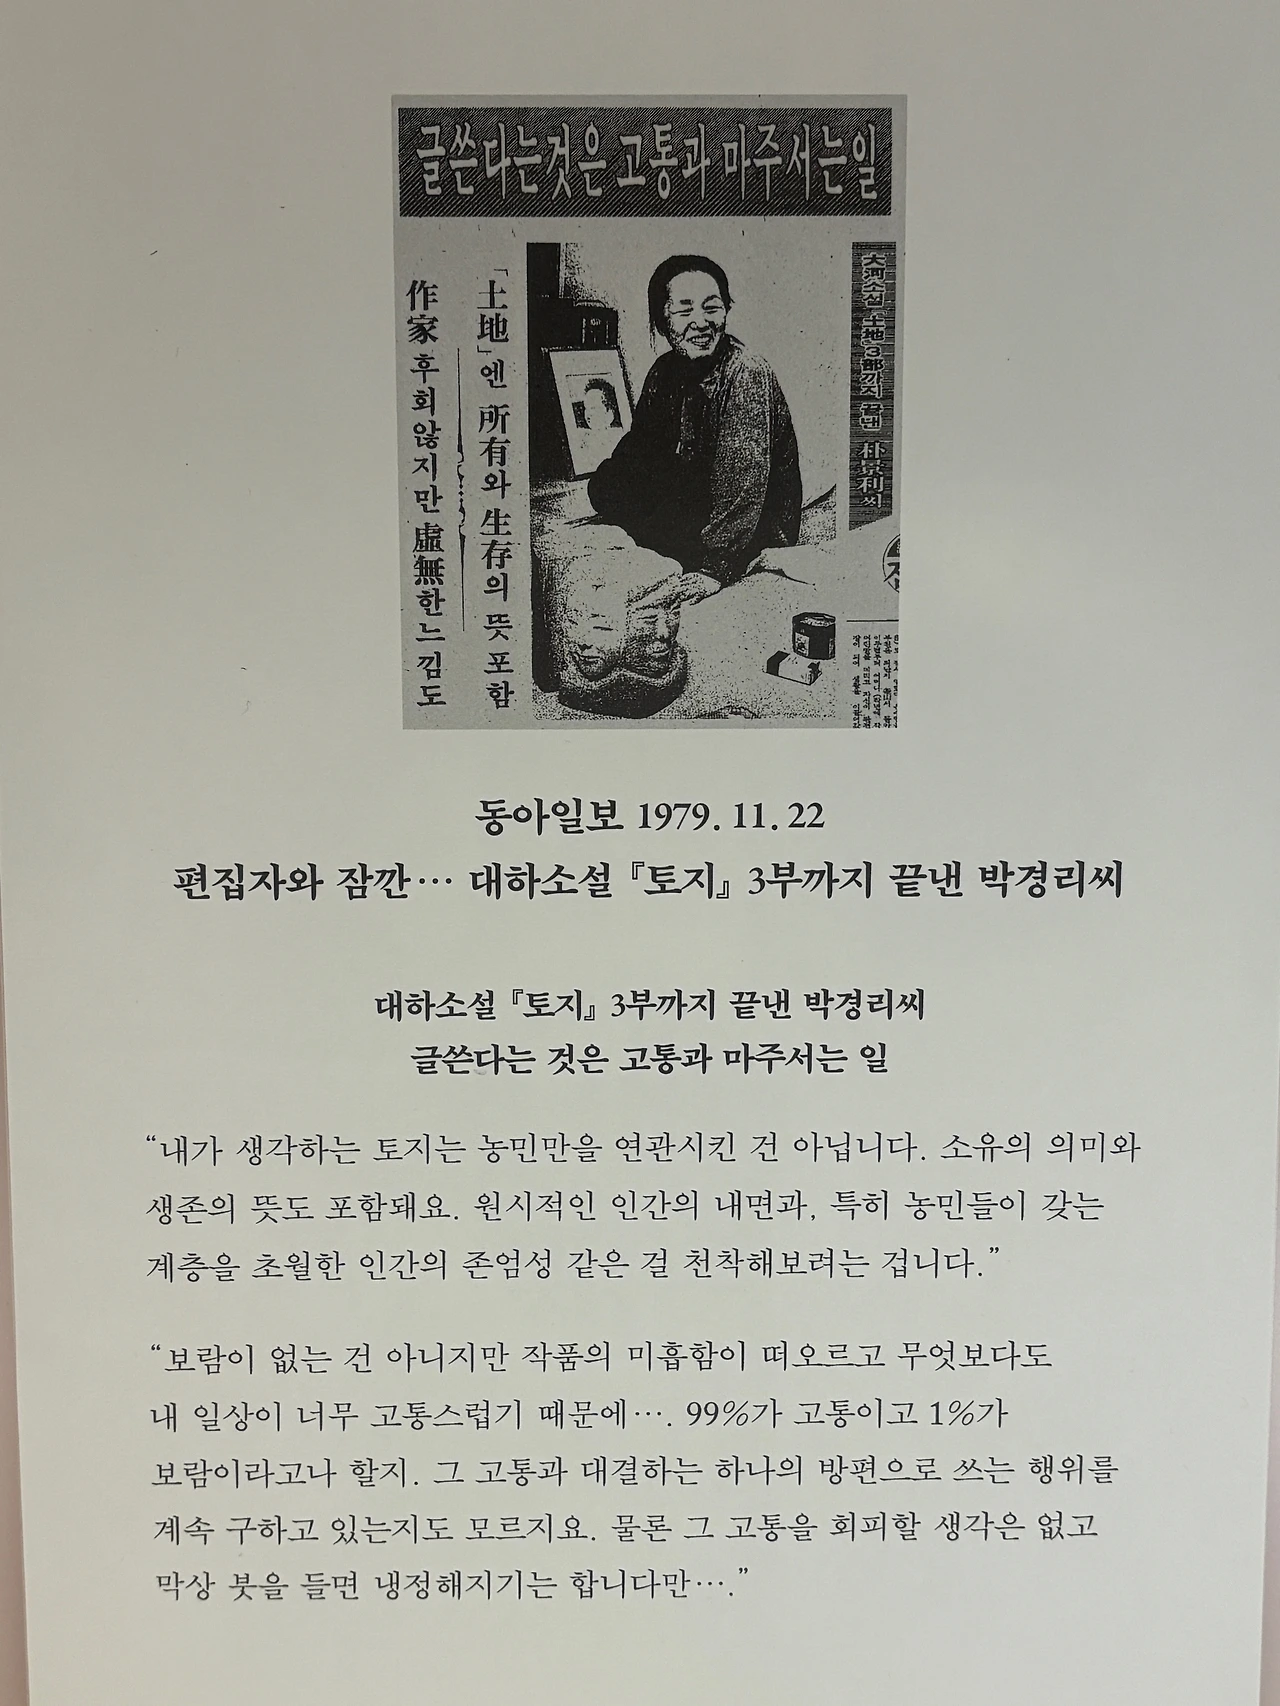 글쓴다는것은 고통과 마주서는일
大河소설 「土地」 3部까지 끝낸 朴景利씨
「土地」엔 所有와 生存의 뜻 포함
作家 후회않지만 虛無한느낌도
동아일보 1979. 11. 22
편집자와 잠깐… 대하소설 『토지』 3부까지 끝낸 박경리씨
대하소설 『토지』 3부까지 끝낸 박경리씨
글쓴다는 것은 고통과 마주서는 일
“내가 생각하는 토지는 농민만을 연관시킨 건 아닙니다. 소유의 의미와
생존의 뜻도 포함돼요. 원시적인 인간의 내면과, 특히 농민들이 갖는
계층을 초월한 인간의 존엄성 같은 걸 천착해보려는 겁니다.”
“보람이 없는 건 아니지만 작품의 미흡함이 떠오르고 무엇보다도
내 일상이 너무 고통스럽기 때문에…. 99%가 고통이고 1%가
보람이라고나 할지. 그 고통과 대결하는 하나의 방편으로 쓰는 행위를
계속 구하고 있는지도 모르지요. 물론 그 고통을 회피할 생각은 없고
막상 붓을 들면 냉정해지기는 합니다만….”